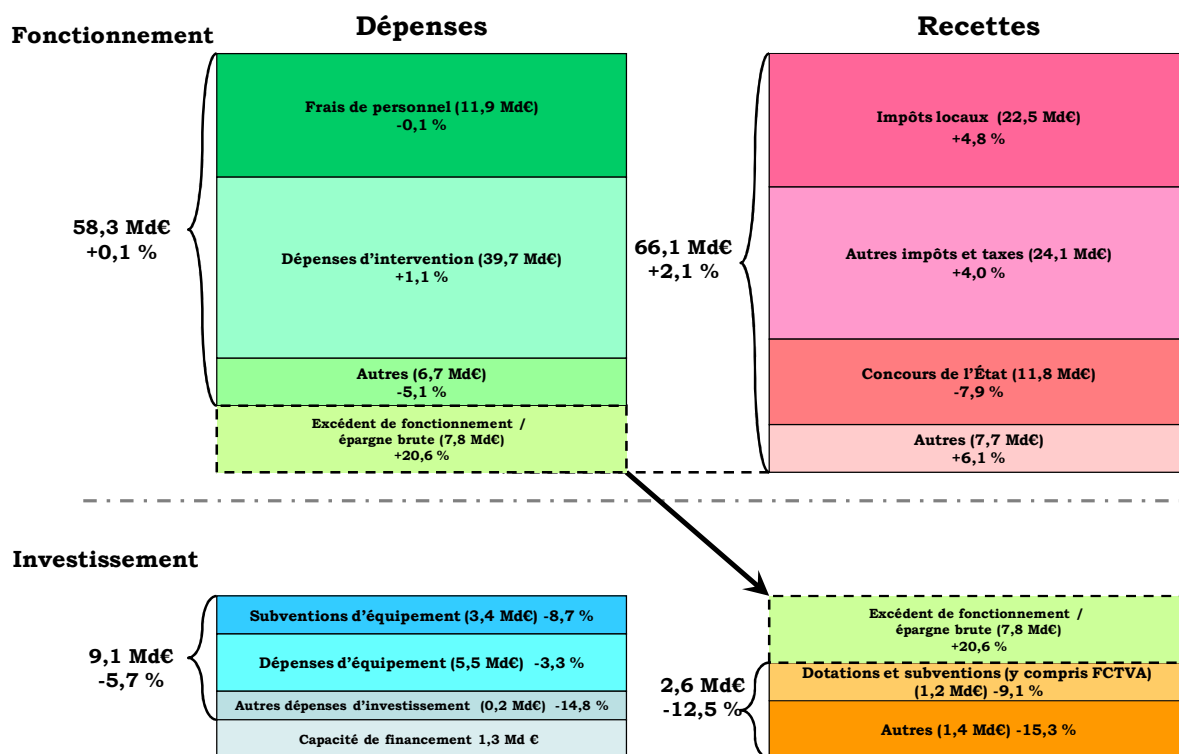 Fonctionnement
Dépenses
Recettes
Frais de personnel (11,9 Md€)
-0,1 %
Dépenses d'intervention (39,7 Md€)
+1,1 %
Autres (6,7 Md€)
-5,1 %
Excédent de fonctionnement /
épargne brute (7,8 Md€)
+20,6 %
58,3 Md€
+0,1 %
Impôts locaux (22,5 Md€)
+4,8 %
Autres impôts et taxes (24,1 Md€)
+4,0 %
Concours de l'État (11,8 Md€)
-7,9 %
Autres (7,7 Md€)
+6,1 %
66,1 Md€
+2,1 %
Investissement
Subventions d'équipement (3,4 Md€) -8,7 %
Dépenses d'équipement (5,5 Md€) -3,3 %
Autres dépenses d'investissement (0,2 Md€) -14,8 %
Capacité de financement 1,3 Md €
9,1 Md€
-5,7 %
Excédent de fonctionnement /
épargne brute (7,8 Md€)
+20,6 %
Dotations et subventions (y compris FCTVA)
(1,2 Md€) -9,1 %
Autres (1,4 Md€) -15,3 %
2,6 Md€
-12,5 %